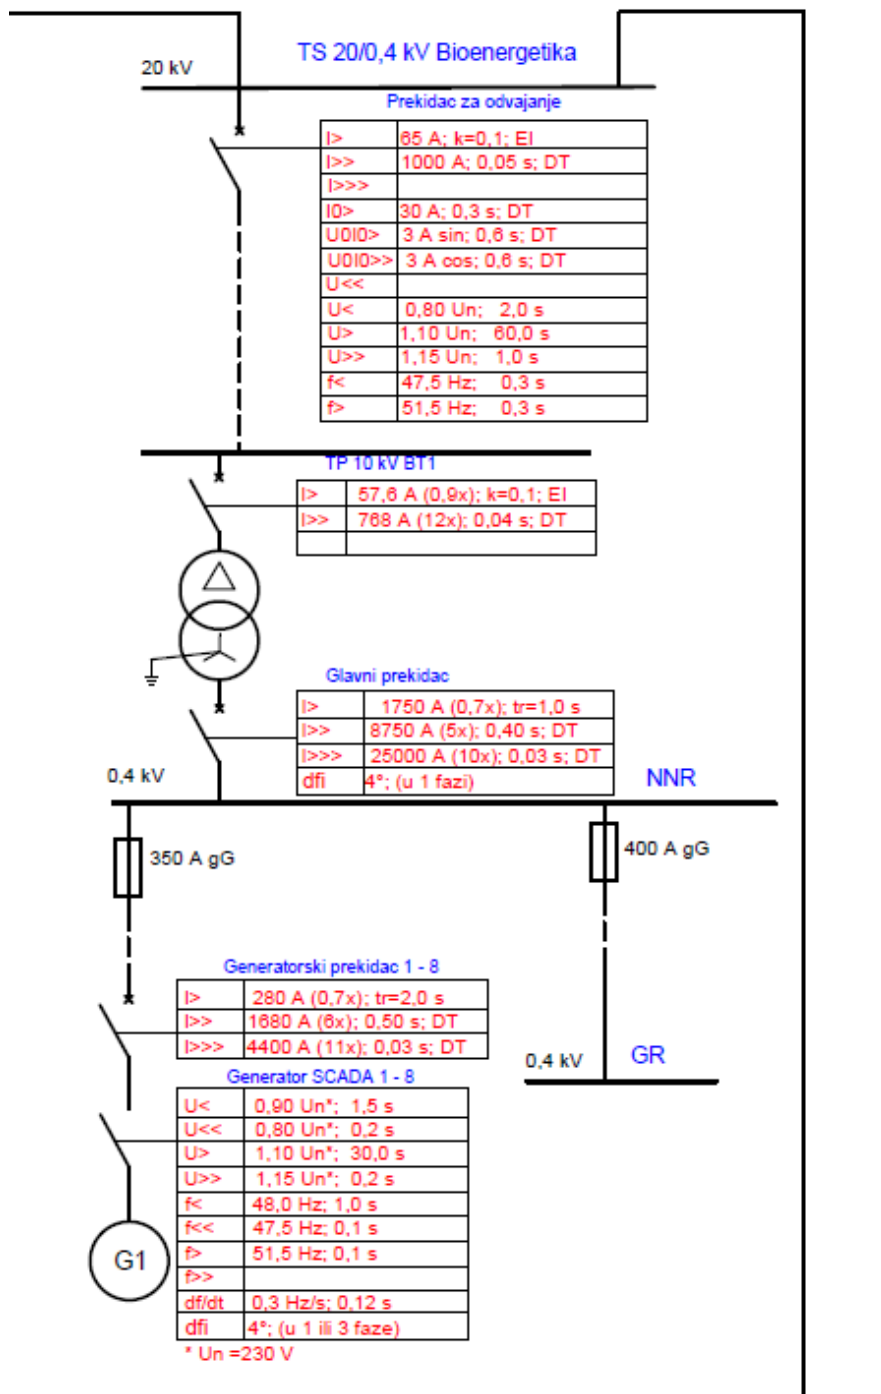 TS 20/0,4 kV Bioenergetika
20 kV
Prekidac za odvajanje
I> 65 A; k=0,1; EI
I>> 1000 A; 0,05 s; DT
I>>>
I0> 30 A; 0,3 s; DT
U0I0> 3 A sin; 0,6 s; DT
U0I0>> 3 A cos; 0,6 s; DT
U<<
U< 0,80 Un; 2,0 s
U> 1,10 Un; 60,0 s
U>> 1,15 Un; 1,0 s
f< 47,5 Hz; 0,3 s
f> 51,5 Hz; 0,3 s
TP 10 kV BT1
I> 57,6 A (0,9x); k=0,1; EI
I>> 768 A (12x); 0,04 s; DT
Glavni prekidac
I> 1750 A (0,7x); tr=1,0 s
I>> 8750 A (5x); 0,40 s; DT
I>>> 25000 A (10x); 0,03 s; DT
dfi 4°; (u 1 fazi)
0,4 kV
NNR
350 A gG
400 A gG
Generatorski prekidac 1 - 8
I> 280 A (0,7x); tr=2,0 s
I>> 1680 A (6x); 0,50 s; DT
I>>> 4400 A (11x); 0,03 s; DT
0,4 kV
GR
Generator SCADA 1 - 8
U< 0,90 Un*; 1,5 s
U<< 0,80 Un*; 0,2 s
U> 1,10 Un*; 30,0 s
U>> 1,15 Un*; 0,2 s
f< 48,0 Hz; 1,0 s
f<< 47,5 Hz; 0,1 s
f> 51,5 Hz; 0,1 s
f>>
df/dt 0,3 Hz/s; 0,12 s
dfi 4°; (u 1 ili 3 faze)
G1
* Un =230 V